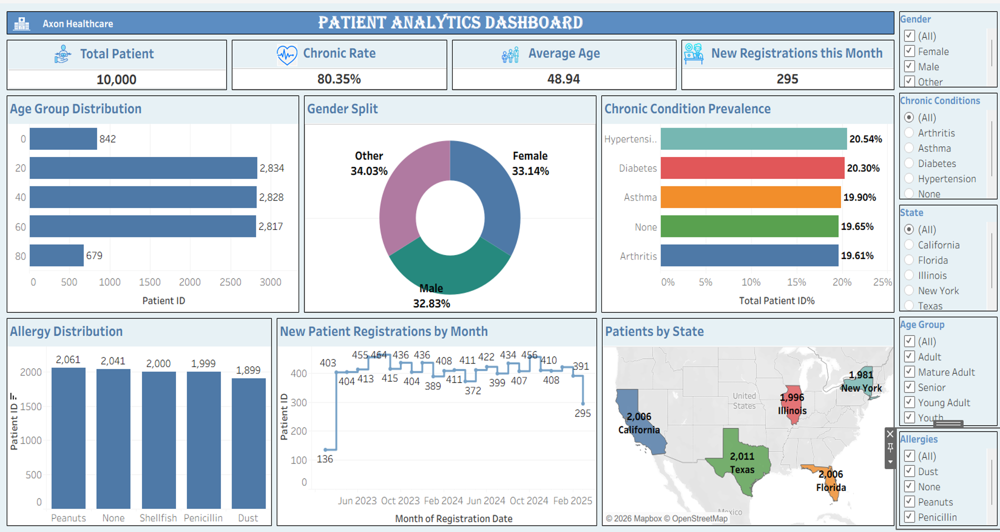 Axon Healthcare
PATIENT ANALYTICS DASHBOARD
Total Patient
10,000
Chronic Rate
80.35%
Average Age
48.94
New Registrations this Month
295
Age Group Distribution
0
842
20
2,834
40
2,828
60
2,817
80
679
0 500 1000 1500 2000 2500 3000
Patient ID
Gender Split
Other
34.03%
Female
33.14%
Male
32.83%
Chronic Condition Prevalence
Hypertensi..
20.54%
Diabetes
20.30%
Asthma
19.90%
None
19.65%
Arthritis
19.61%
0% 5% 10% 15% 20% 25%
Total Patient ID%
Allergy Distribution
Patient ID
2000
1500
1000
500
0
2,061
2,041
2,000
1,999
1,899
Peanuts None Shellfish Penicillin Dust
New Patient Registrations by Month
Patient ID
400
300
200
100
0
136
403
404
413
455
464
415
436
404
436
389
408
411
411
372
422
399
434
407
456
410
408
391
295
Jun 2023 Oct 2023 Feb 2024 Jun 2024 Oct 2024 Feb 2025
Month of Registration Date
Patients by State
1,981
New York
United
States
1,996
Illinois
2,006
California
2,011
Texas
2,006
Florida
Mexico
© 2026 Mapbox © OpenStreetMap
Gender
(All)
Female
Male
Other
Chronic Conditions
(All)
Arthritis
Asthma
Diabetes
Hypertension
None
State
(All)
California
Florida
Illinois
New York
Texas
Age Group
(All)
Adult
Mature Adult
Senior
Young Adult
Youth
Allergies
(All)
Dust
None
Peanuts
Penicillin